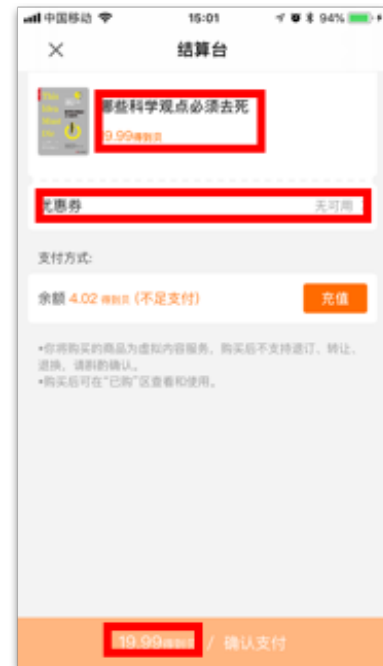 中国移动
15:01
94%
结算台
This
Idea
Must
Die
哪些科学观点必须去死
19.99得到贝
优惠券
无可用
支付方式:
余额 4.02 得到贝 (不足支付)
充值
•你将购买的商品为虚拟内容服务，购买后不支持退订、转让、
退换，请斟酌确认。
•购买后可在“已购”区查看和使用。
19.99得到贝 / 确认支付